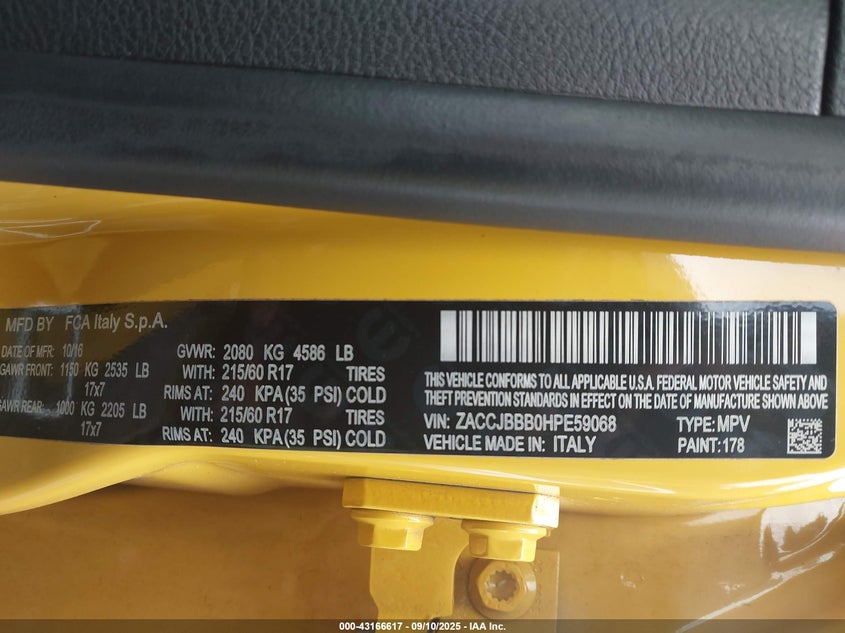 MFD BY FCA Italy S.p.A.
DATE OF MFR: 10/16 GVWR: 2080 KG 4586 LB
GAWR FRONT: 1150 KG 2535 LB WITH: 215/60 R17 TIRES
17x7 RIMS AT: 240 KPA (35 PSI) COLD
GAWR REAR: 1000 KG 2205 LB WITH: 215/60 R17 TIRES
17x7 RIMS AT: 240 KPA (35 PSI) COLD
THIS VEHICLE CONFORMS TO ALL APPLICABLE U.S.A. FEDERAL MOTOR VEHICLE SAFETY AND
THEFT PREVENTION STANDARDS IN EFFECT ON THE DATE OF MANUFACTURE SHOWN ABOVE
VIN: ZACCJBBB0HPE59068 TYPE: MPV
VEHICLE MADE IN: ITALY PAINT: 178
000-43166617 - 09/10/2025 - IAA Inc.